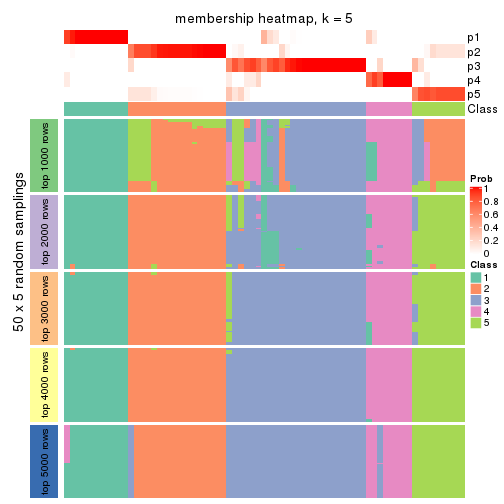 membership heatmap, k = 5
p1
p2
p3
p4
p5
Class
50 x 5 random samplings
top 1000 rows
top 2000 rows
top 3000 rows
top 4000 rows
top 5000 rows
Prob
1
0.8
0.6
0.4
0.2
0
Class
1
2
3
4
5